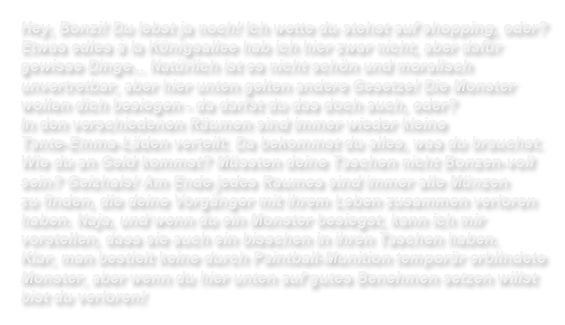 Hey, Bonzi! Du lebst ja noch! Ich wette du stehst auf shopping, oder?
Etwas edles à la Königsallee hab ich hier zwar nicht, aber dafür
gewisse Dinge... Natürlich ist es nicht schön und moralisch
unvertretbar, aber hier unten gelten andere Gesetze! Die Monster
wollen dich besiegen - da darfst du das doch auch, oder?
In den verschiedenen Räumen sind immer wieder kleine
Tante-Emma-Läden verteilt. Da bekommst du alles, was du brauchst.
Wie du an Geld kommst? Müssten deine Taschen nicht Bonzen-voll
sein? Geizhals! Am Ende jedes Raumes sind immer alle Münzen
zu finden, die deine Vorgänger mit ihrem Leben zusammen verloren
haben. Naja, und wenn du ein Monster besiegst, kann ich mir
vorstellen, dass sie auch ein bisschen in ihren Taschen haben.
Klar, man bestielt keine durch Paintball-Munition temporär erblindete
Monster, aber wenn du hier unten auf gutes Benehmen setzen willst
bist du verloren!